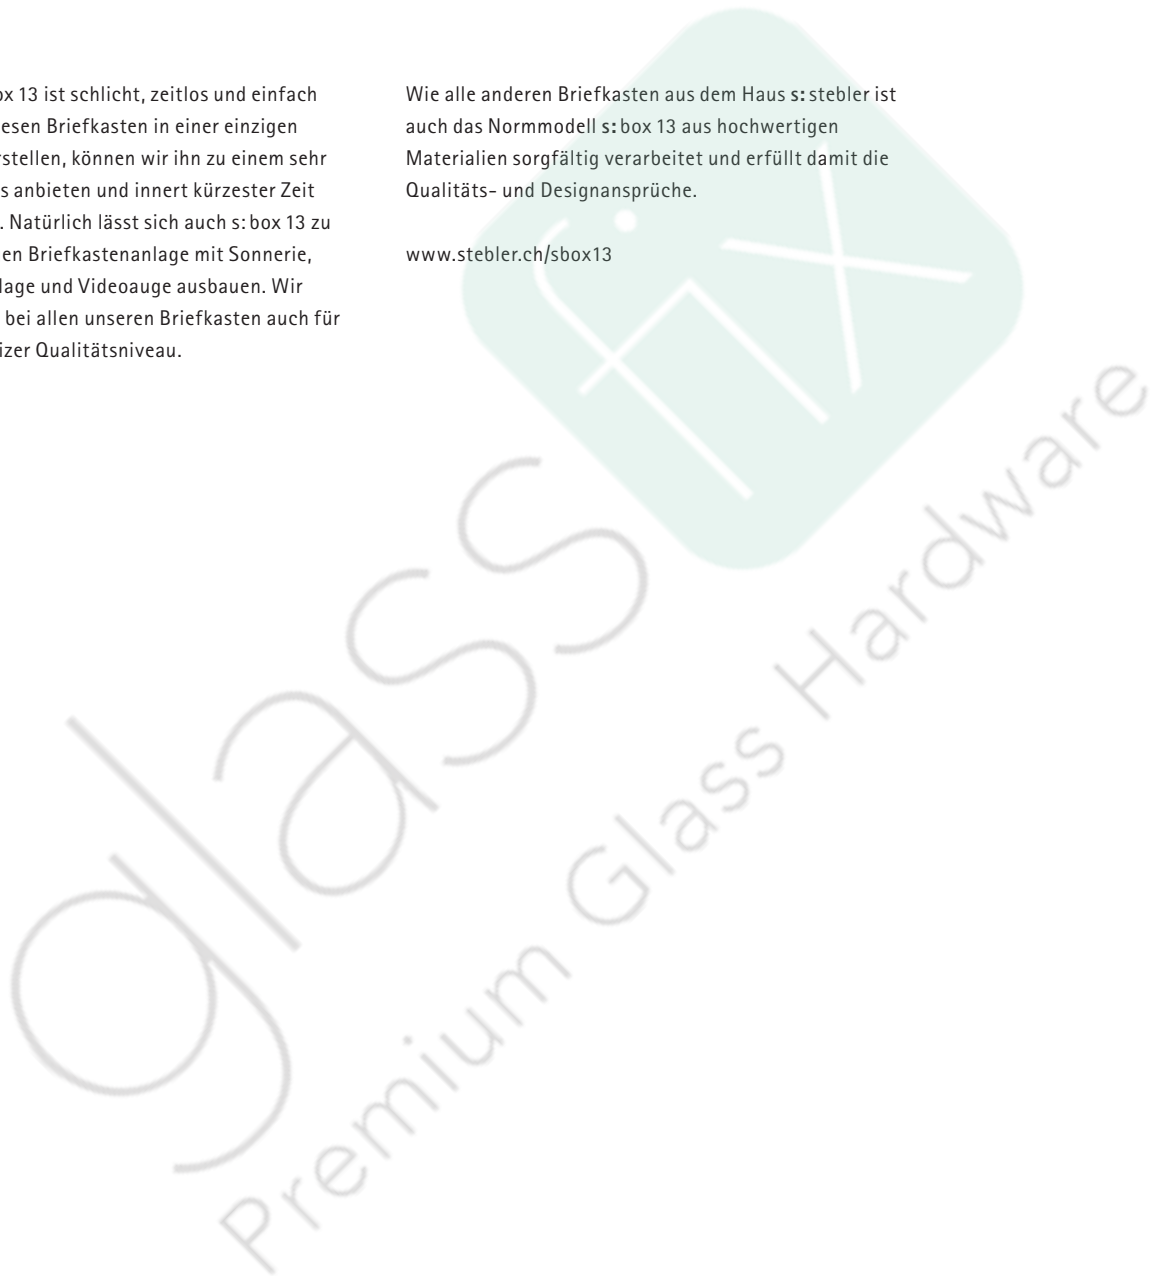 ox 13 ist schlicht, zeitlos und einfach
iesen Briefkasten in einer einzigen
rstellen, können wir ihn zu einem sehr
s anbieten und innert kürzester Zeit
. Natürlich lässt sich auch s: box 13 zu
en Briefkastenanlage mit Sonnerie,
lage und Videoauge ausbauen. Wir
bei allen unseren Briefkasten auch für
izer Qualitätsniveau.
Wie alle anderen Briefkasten aus dem Haus s: stebler ist
auch das Normmodell s: box 13 aus hochwertigen
Materialien sorgfältig verarbeitet und erfüllt damit die
Qualitäts- und Designansprüche.
www.stebler.ch/sbox13
glass fix
Premium Glass Hardware